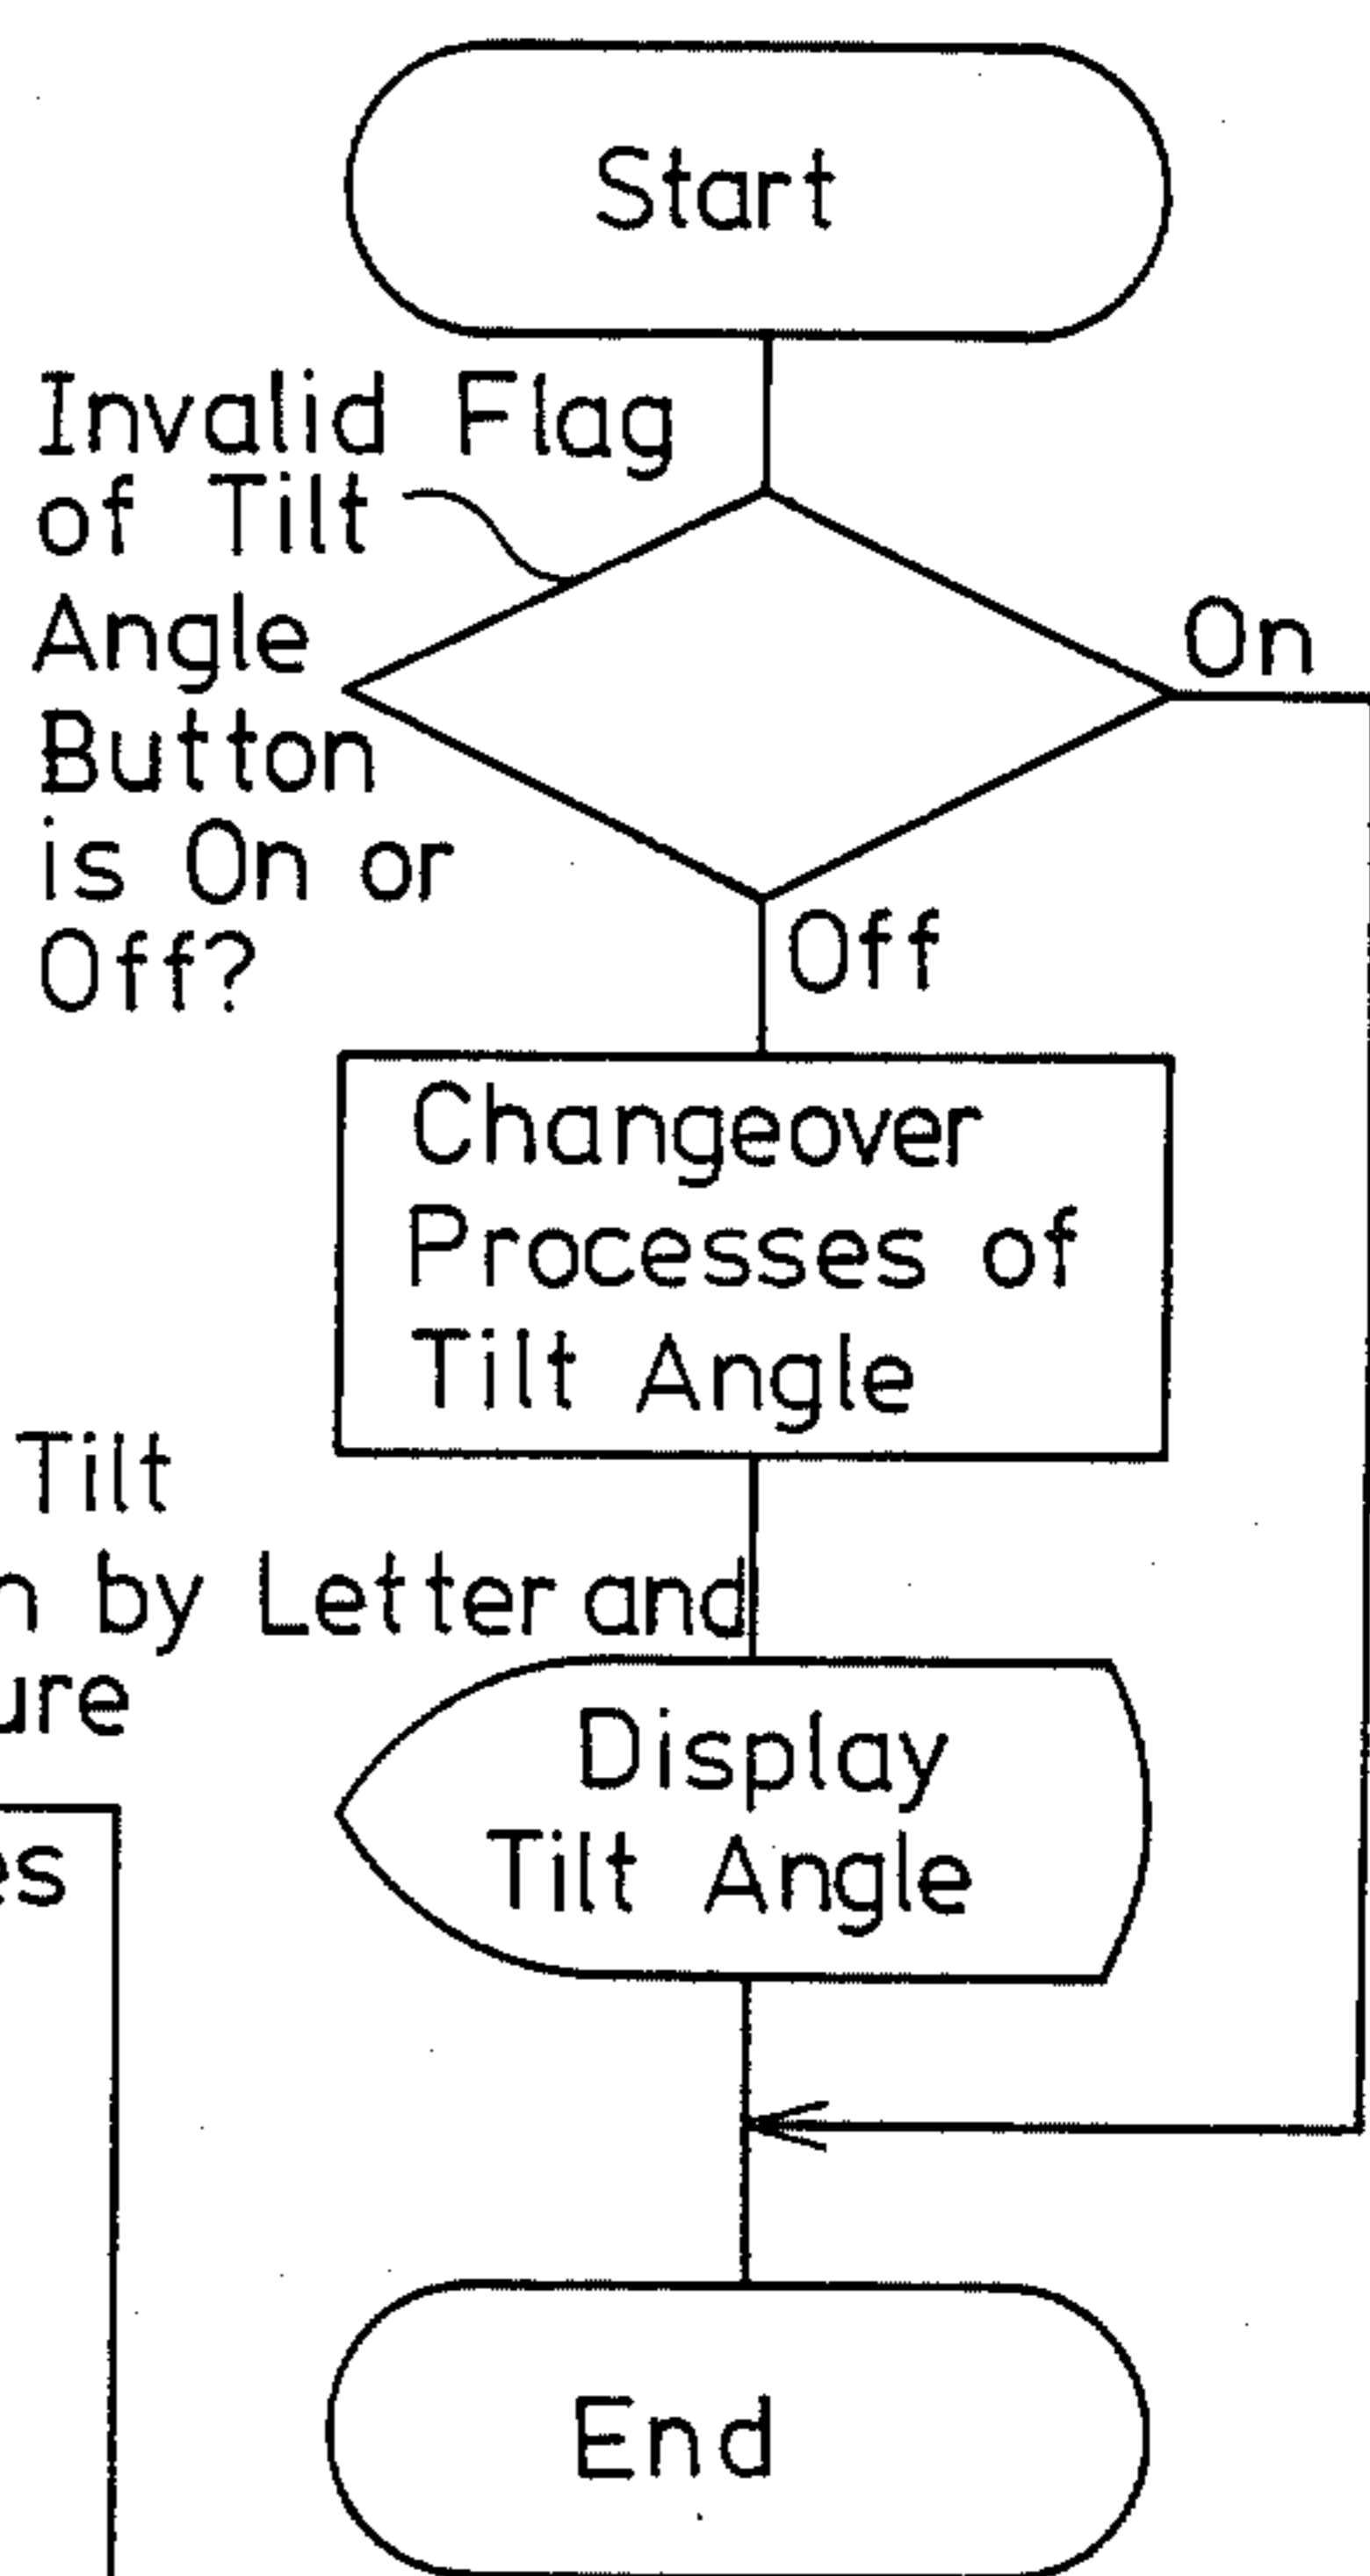 Start
Invalid Flag
of Tilt
Angle
Button
is On or
Off?
On
Off
Changeover
Processes of
Tilt Angle
Tilt
by Letter and
Display
Tilt Angle
End